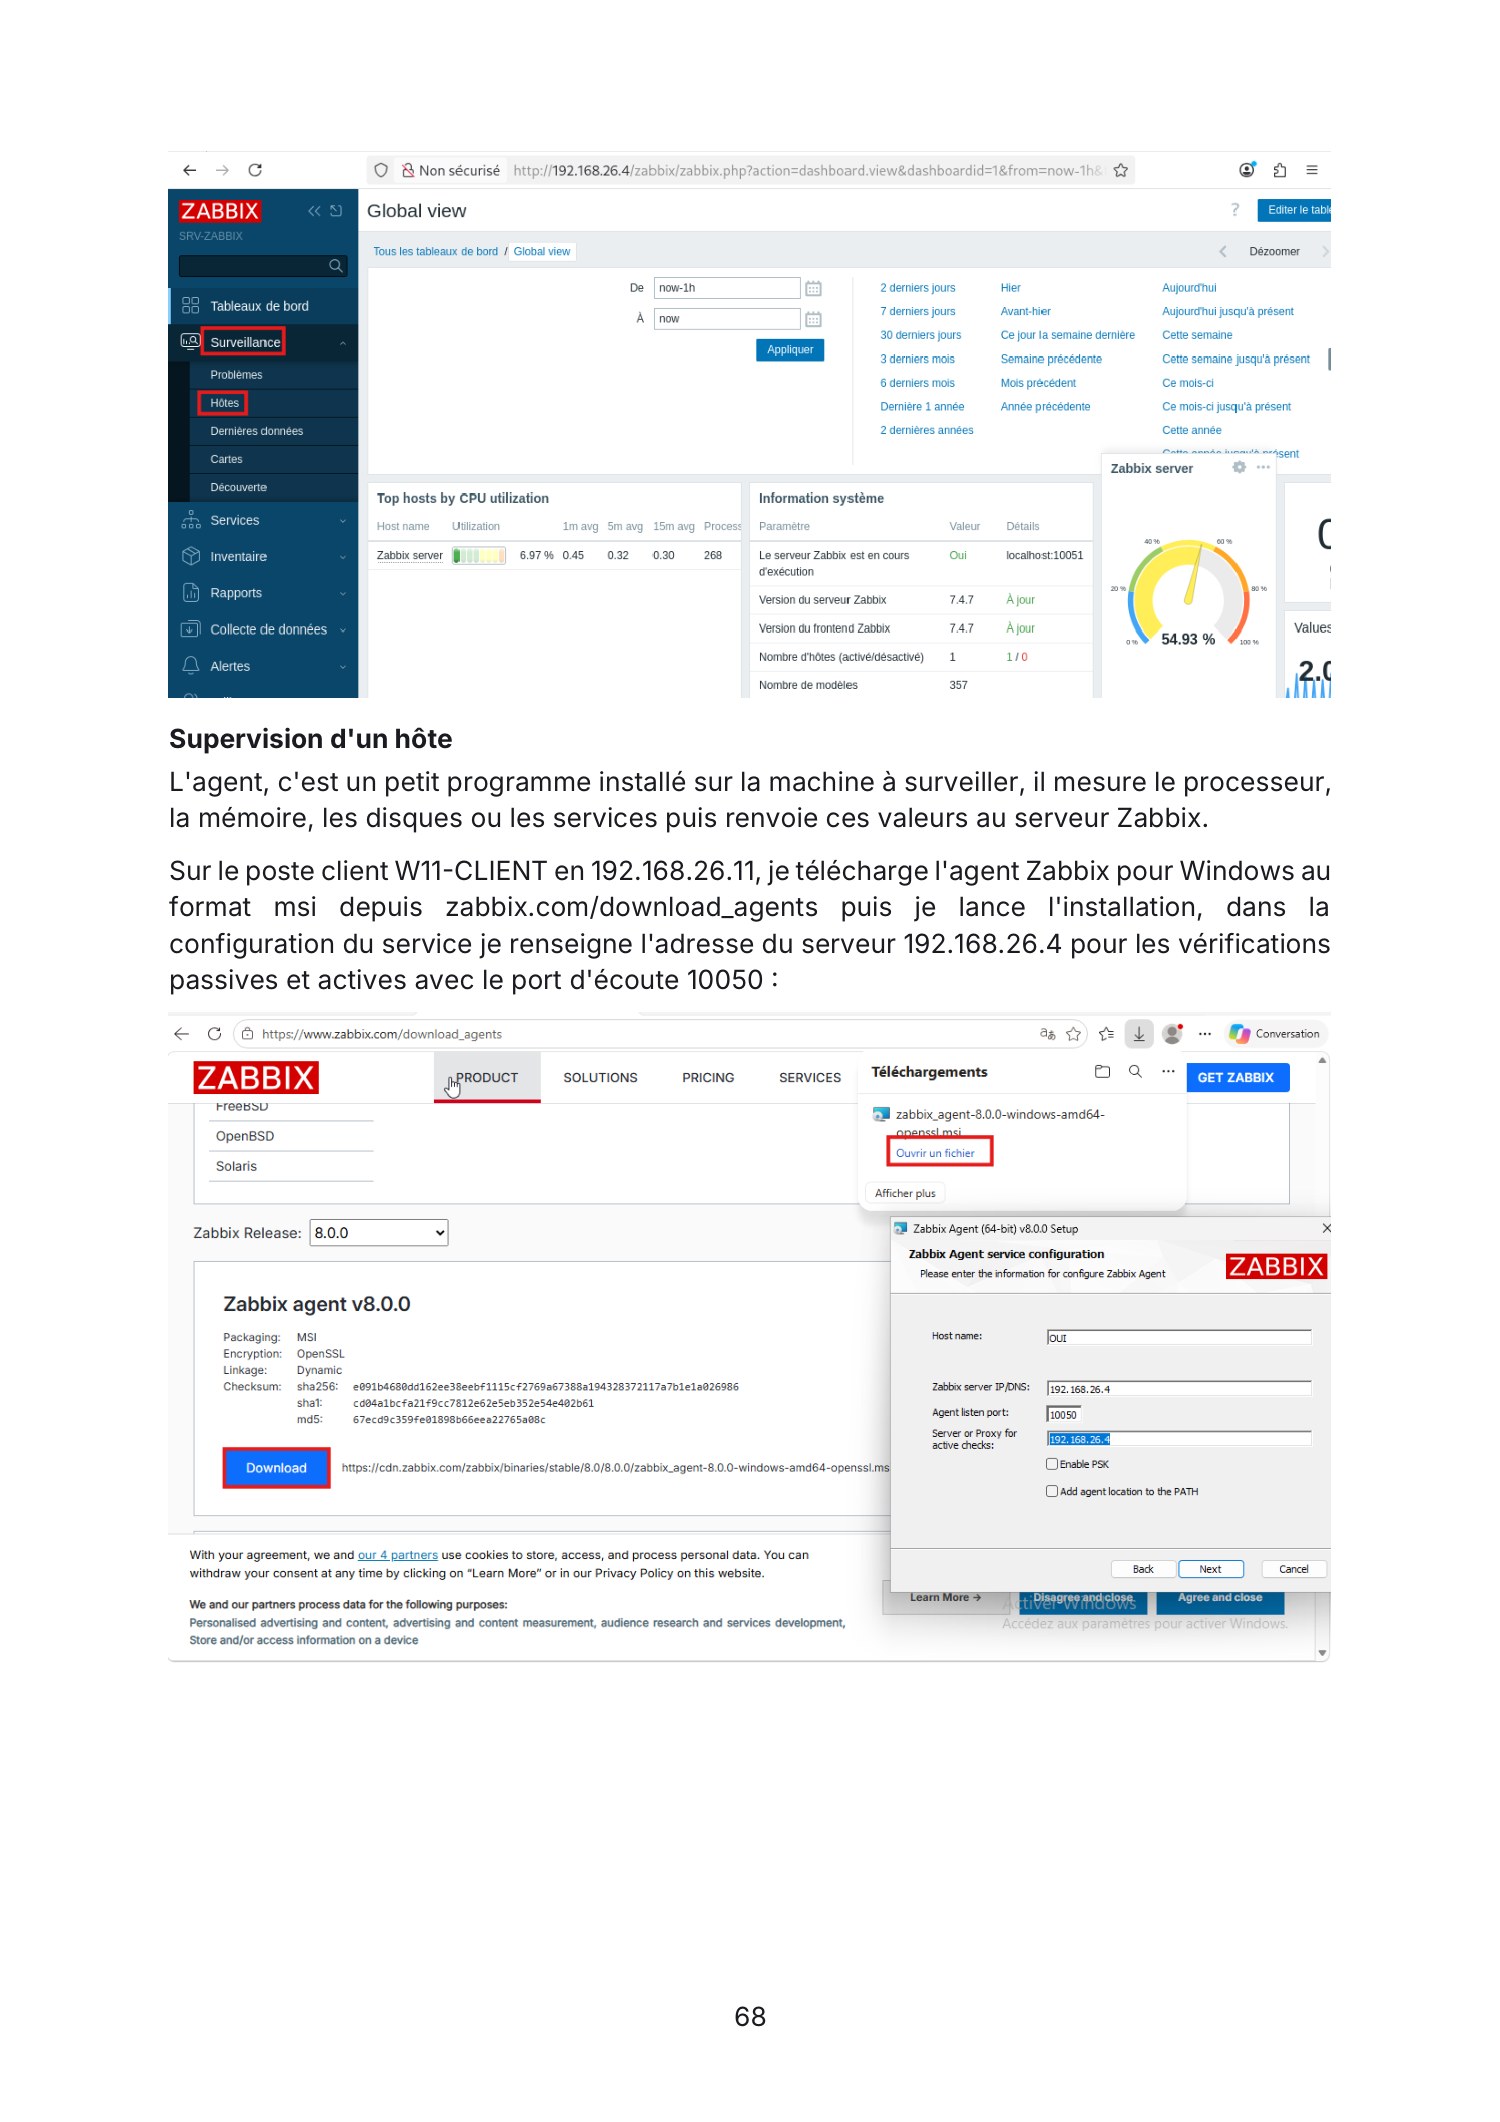 Non sécurisé http://192.168.26.4/zabbix/zabbix.php?action=dashboard.view&dashboardid=1&from=now-1h&
ZABBIX
SRV-ZABBIX
Tableaux de bord
Surveillance
Problèmes
Hôtes
Dernières données
Cartes
Découverte
Services
Inventaire
Rapports
Collecte de données
Alertes
Global view
? Editer le table
Tous les tableaux de bord / Global view
Dézoomer
De now-1h
À now
Appliquer
2 derniers jours Hier Aujourd'hui
7 derniers jours Avant-hier Aujourd'hui jusqu'à présent
30 derniers jours Ce jour la semaine dernière Cette semaine
3 derniers mois Semaine précédente Cette semaine jusqu'à présent
6 derniers mois Mois précédent Ce mois-ci
Dernière 1 année Année précédente Ce mois-ci jusqu'à présent
2 dernières années Cette année
Cette année jusqu'à présent
Top hosts by CPU utilization
Host name Utilization 1m avg 5m avg 15m avg Process
Zabbix server 6.97 % 0.45 0.32 0.30 268
Information système
Paramètre Valeur Détails
Le serveur Zabbix est en cours d'exécution Oui localhost:10051
Version du serveur Zabbix 7.4.7 À jour
Version du frontend Zabbix 7.4.7 À jour
Nombre d'hôtes (activé/désactivé) 1 1 / 0
Nombre de modèles 357
Zabbix server
0 % 20 % 40 % 60 % 80 % 100 %
54.93 %
Values
2.0
Supervision d'un hôte
L'agent, c'est un petit programme installé sur la machine à surveiller, il mesure le processeur,
la mémoire, les disques ou les services puis renvoie ces valeurs au serveur Zabbix.
Sur le poste client W11-CLIENT en 192.168.26.11, je télécharge l'agent Zabbix pour Windows au
format msi depuis zabbix.com/download_agents puis je lance l'installation, dans la
configuration du service je renseigne l'adresse du serveur 192.168.26.4 pour les vérifications
passives et actives avec le port d'écoute 10050 :
https://www.zabbix.com/download_agents
Conversation
ZABBIX PRODUCT SOLUTIONS PRICING SERVICES GET ZABBIX
FreeBSD
OpenBSD
Solaris
Téléchargements
zabbix_agent-8.0.0-windows-amd64-
openssl.msi
Ouvrir un fichier
Afficher plus
Zabbix Release: 8.0.0
Zabbix agent v8.0.0
Packaging: MSI
Encryption: OpenSSL
Linkage: Dynamic
Checksum: sha256: e091b4680dd162ee38eebf1115cf2769a67388a194328372117a7b1e1a026986
sha1: cd04a1bcfa21f9cc7812e62e5eb352e54e402b61
md5: 67ecd9c359fe01898b66eea22765a08c
Download https://cdn.zabbix.com/zabbix/binaries/stable/8.0/8.0.0/zabbix_agent-8.0.0-windows-amd64-openssl.ms
Zabbix Agent (64-bit) v8.0.0 Setup
Zabbix Agent service configuration
Please enter the information for configure Zabbix Agent
ZABBIX
Host name: OUI
Zabbix server IP/DNS: 192.168.26.4
Agent listen port: 10050
Server or Proxy for active checks: 192.168.26.4
Enable PSK
Add agent location to the PATH
Back Next Cancel
With your agreement, we and our 4 partners use cookies to store, access, and process personal data. You can
withdraw your consent at any time by clicking on “Learn More” or in our Privacy Policy on this website.
We and our partners process data for the following purposes:
Personalised advertising and content, advertising and content measurement, audience research and services development,
Store and/or access information on a device
Learn More → Disagree and close Agree and close
Activer Windows
Accédez aux paramètres pour activer Windows.
68